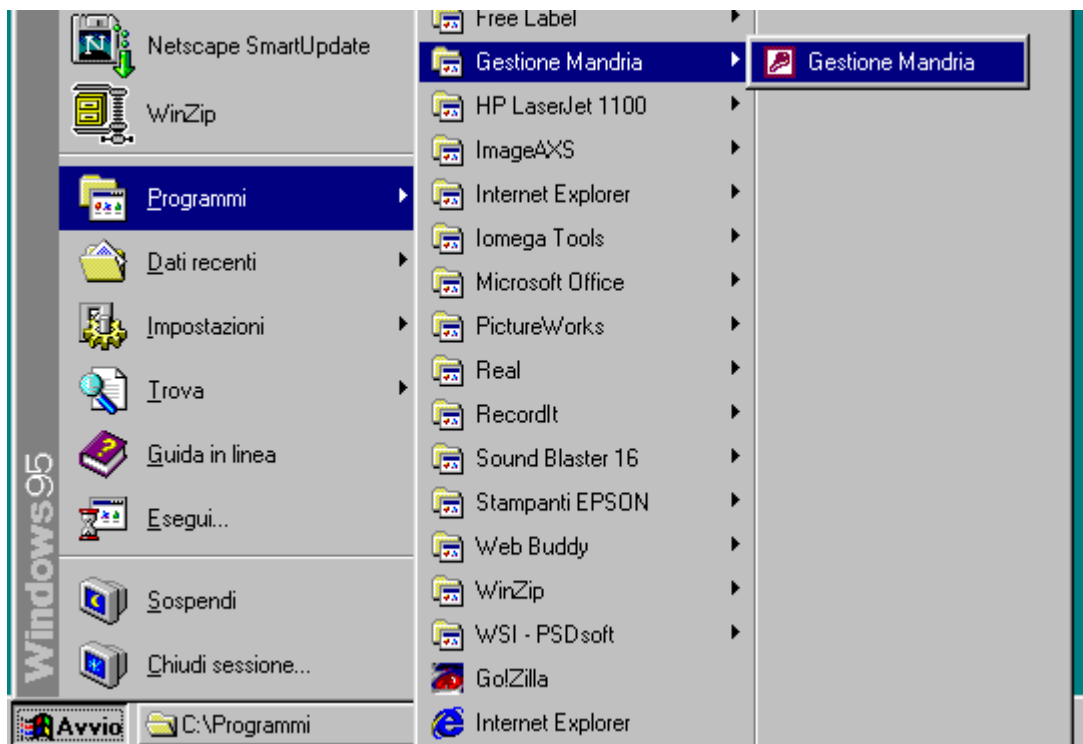 Netscape SmartUpdate
WinZip
Programmi
Dati recenti
Impostazioni
Trova
Guida in linea
Esegui...
Sospendi
Chiudi sessione...
Windows95
Avvio
C:\Programmi
Free Label
Gestione Mandria
HP LaserJet 1100
ImageAXS
Internet Explorer
Iomega Tools
Microsoft Office
PictureWorks
Real
RecordIt
Sound Blaster 16
Stampanti EPSON
Web Buddy
WinZip
WSI - PSDsoft
Go!Zilla
Internet Explorer
Gestione Mandria